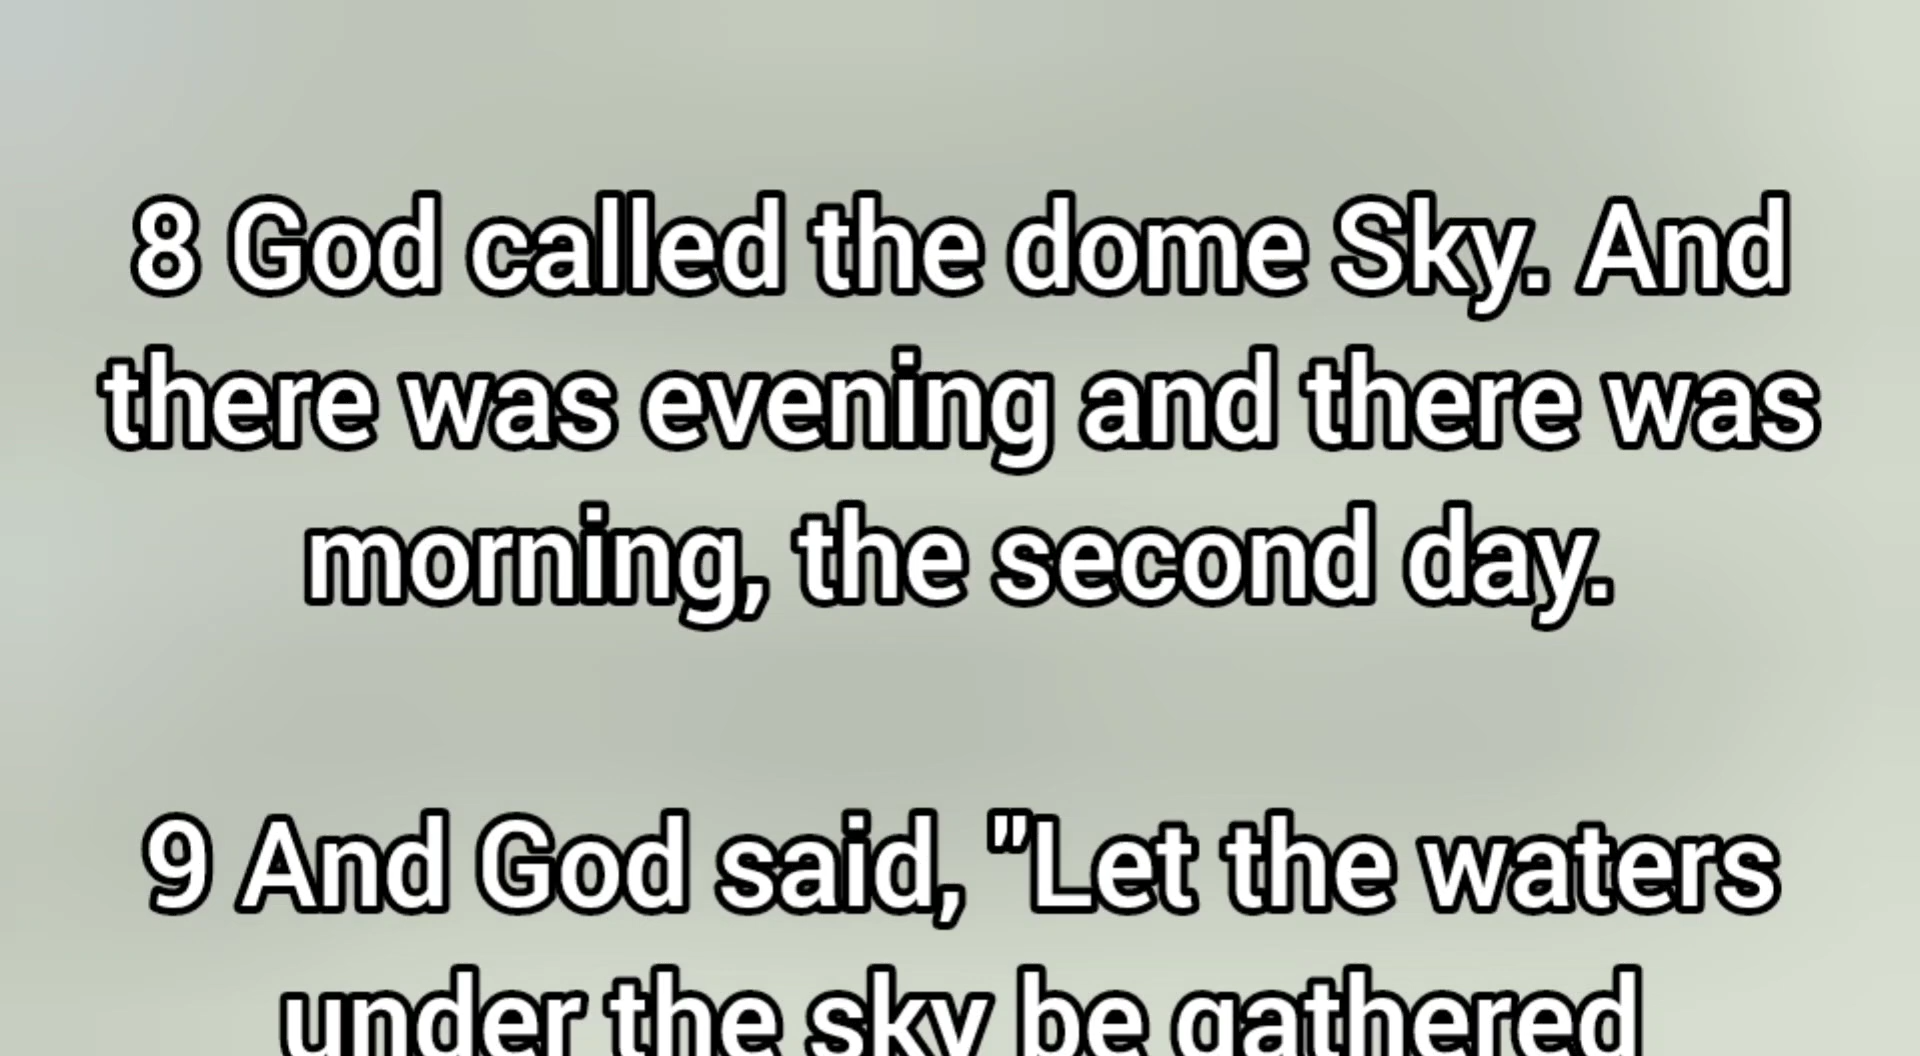 8 God called the dome Sky. And
there was evening and there was
morning, the second day.
9 And God said, "Let the waters
under the sky be gathered